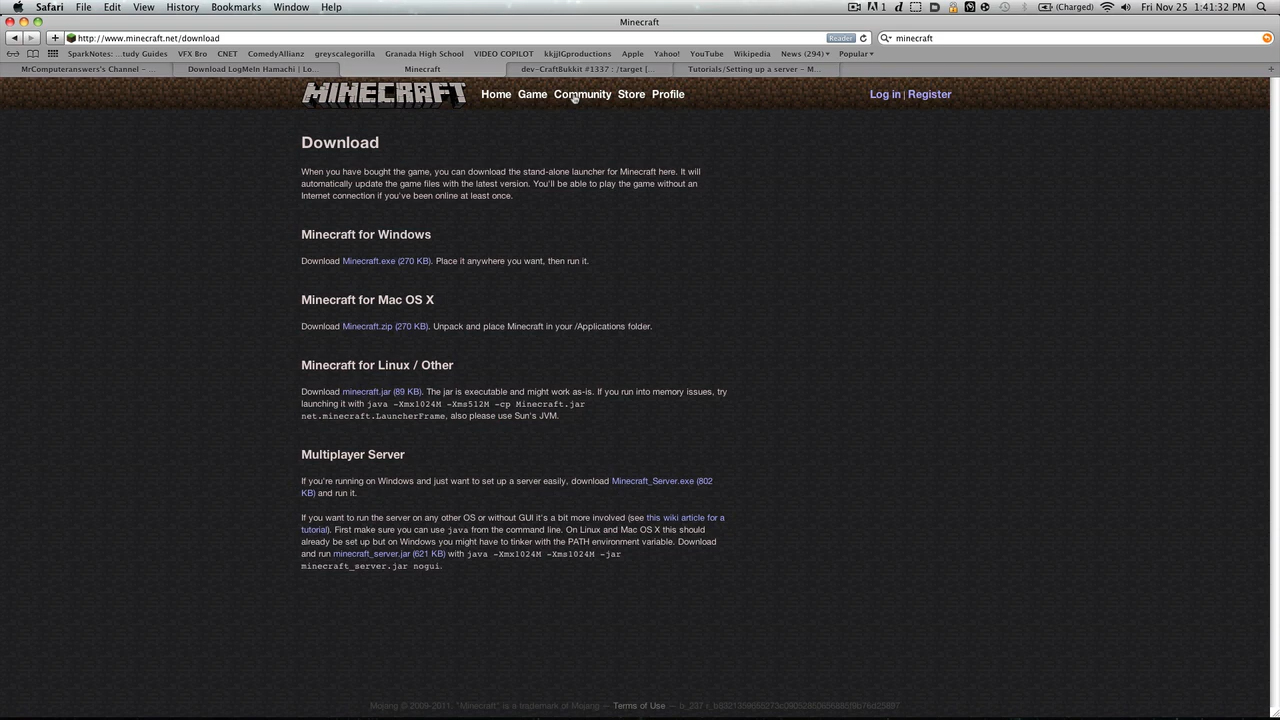 Safari File Edit View History Bookmarks Window Help 1 (Charged) Fri Nov 25 1:41:32 PM
Minecraft
http://www.minecraft.net/download Reader minecraft
SparkNotes: ...tudy Guides VFX Bro CNET ComedyAllianz greyscalegorilla Granada High School VIDEO COPILOT kkjjlGproductions Apple Yahoo! YouTube Wikipedia News (294) Popular
MrComputeranswers's Channel - ... Download LogMeIn Hamachi | Lo... Minecraft dev-CraftBukkit #1337 : /target [... Tutorials/Setting up a server – M...
MINECRAFT Home Game Community Store Profile Log in | Register
Download
When you have bought the game, you can download the stand-alone launcher for Minecraft here. It will
automatically update the game files with the latest version. You'll be able to play the game without an
Internet connection if you've been online at least once.
Minecraft for Windows
Download Minecraft.exe (270 KB). Place it anywhere you want, then run it.
Minecraft for Mac OS X
Download Minecraft.zip (270 KB). Unpack and place Minecraft in your /Applications folder.
Minecraft for Linux / Other
Download minecraft.jar (89 KB). The jar is executable and might work as-is. If you run into memory issues, try
launching it with java -Xmx1024M -Xms512M -cp Minecraft.jar
net.minecraft.LauncherFrame, also please use Sun's JVM.
Multiplayer Server
If you're running on Windows and just want to set up a server easily, download Minecraft_Server.exe (802
KB) and run it.
If you want to run the server on any other OS or without GUI it's a bit more involved (see this wiki article for a
tutorial). First make sure you can use java from the command line. On Linux and Mac OS X this should
already be set up but on Windows you might have to tinker with the PATH environment variable. Download
and run minecraft_server.jar (621 KB) with java -Xmx1024M -Xms1024M -jar
minecraft_server.jar nogui.
Mojang © 2009-2011. "Minecraft" is a trademark of Mojang — Terms of Use —